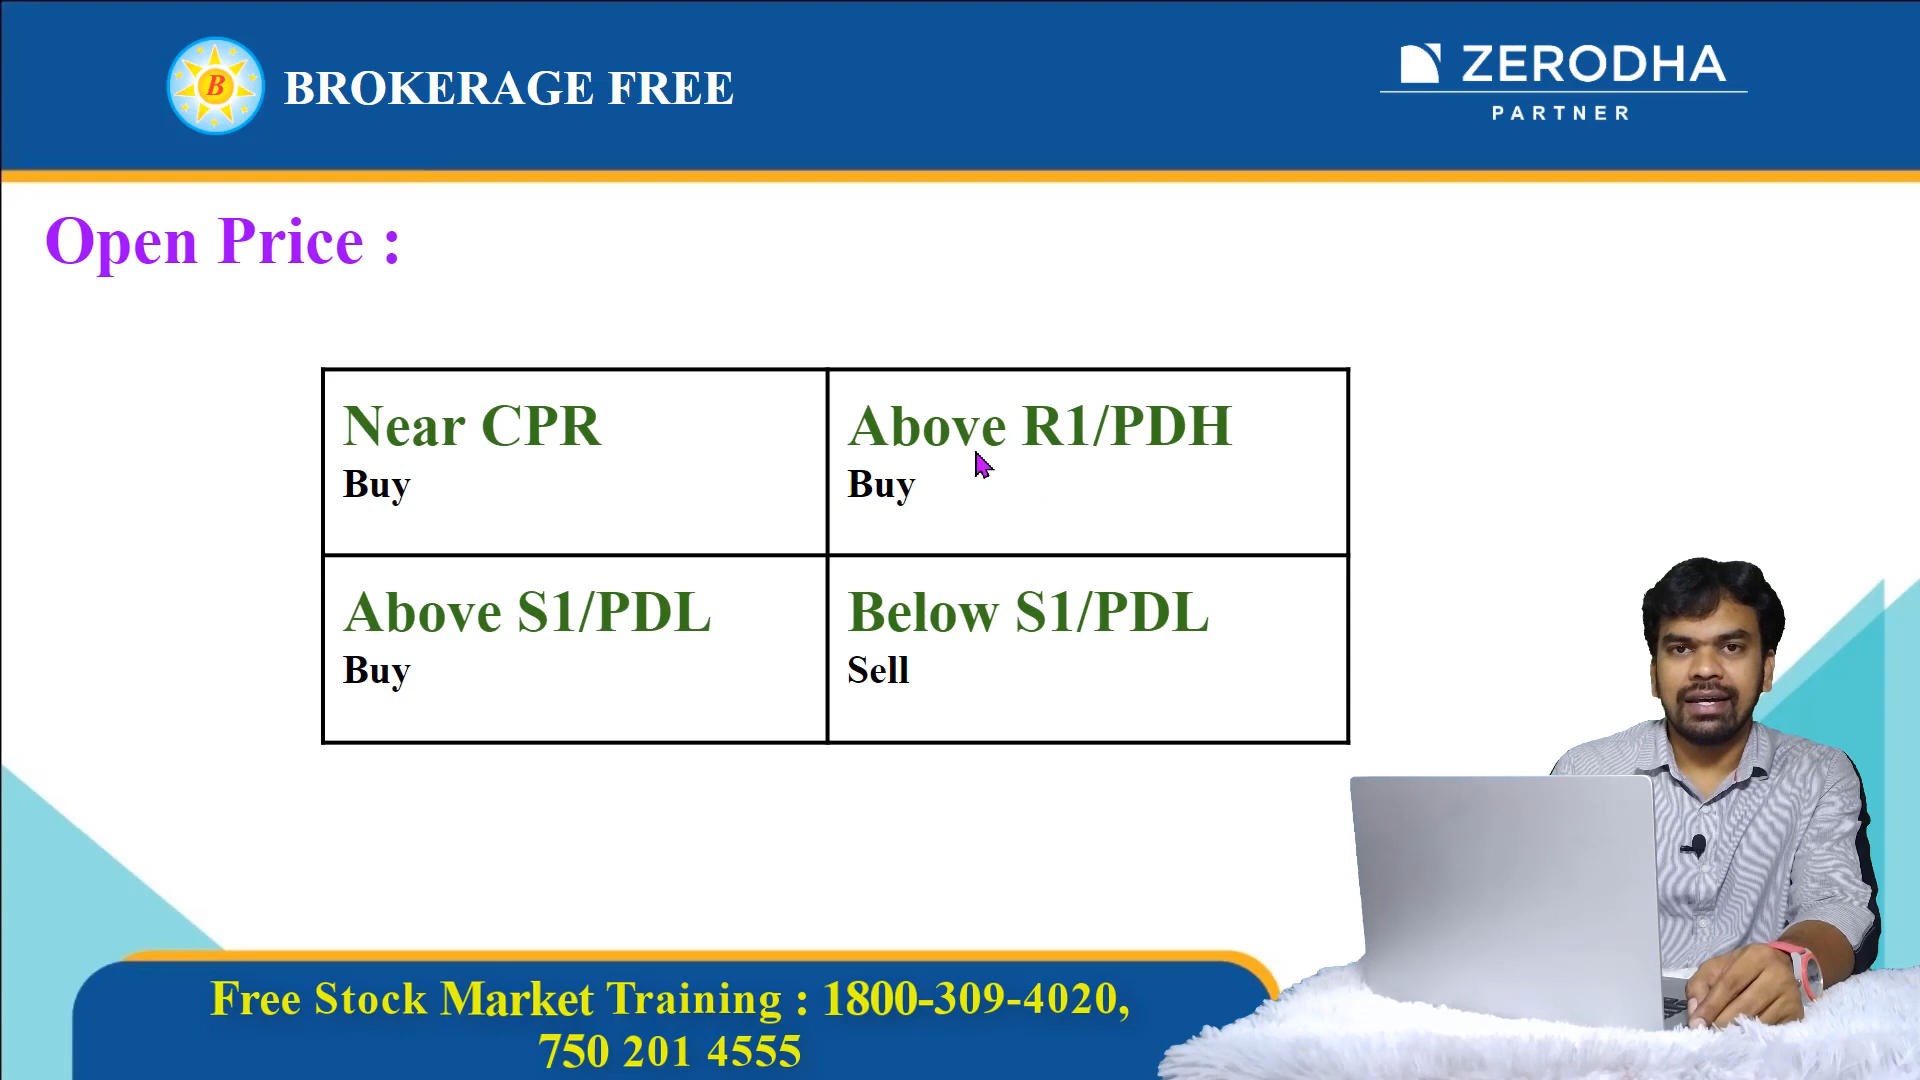 B
BROKERAGE FREE
ZERODHA
PARTNER
Open Price :
Near CPR
Buy
Above R1/PDH
Buy
Above S1/PDL
Buy
Below S1/PDL
Sell
Free Stock Market Training : 1800-309-4020,
750 201 4555